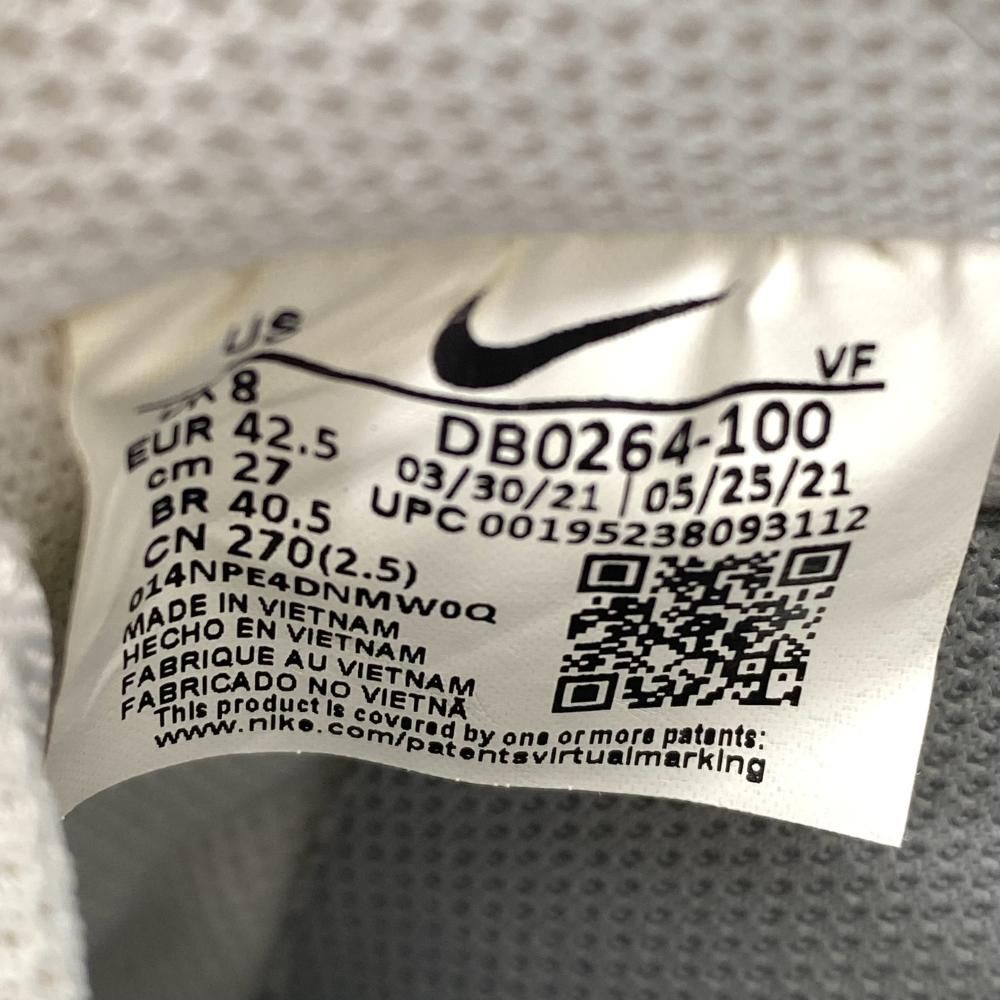 US
VF
8
EUR 42.5
cm 27
BR 40.5
CN 270(2.5)
DB0264-100
03/30/21 | 05/25/21
UPC 00195238093112
014NPE4DNMW0Q
MADE IN VIETNAM
HECHO EN VIETNAM
FABRIQUE AU VIETNAM
FABRICADO NO VIETNÃ
This product is covered by one or more patents:
www.nike.com/patentsvirtualmarking